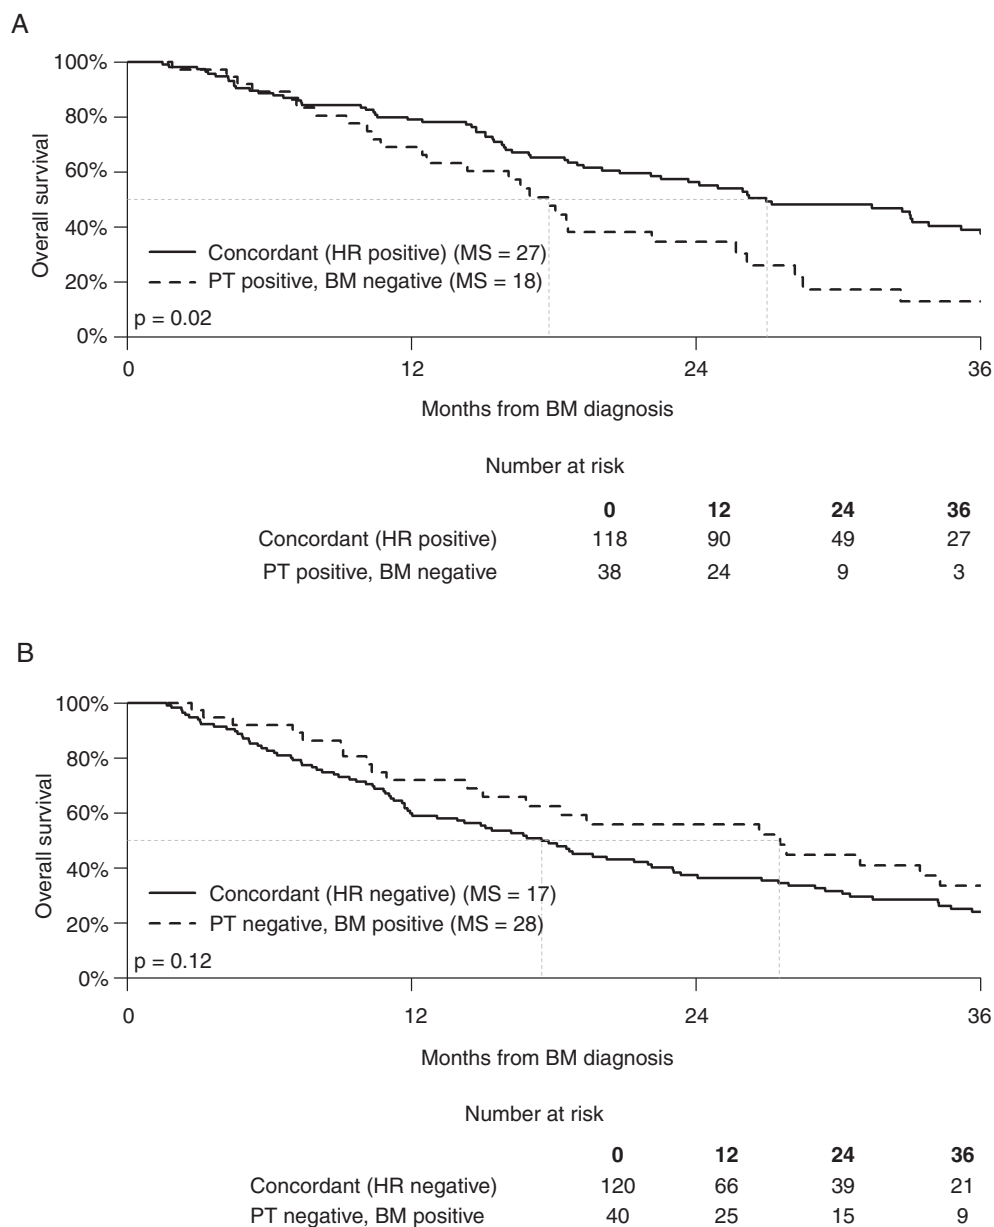 A
100%
80%
60%
40%
20%
0%
Overall survival
Concordant (HR positive) (MS = 27)
PT positive, BM negative (MS = 18)
p = 0.02
0 12 24 36
Months from BM diagnosis
Number at risk
0 12 24 36
Concordant (HR positive) 118 90 49 27
PT positive, BM negative 38 24 9 3
B
100%
80%
60%
40%
20%
0%
Overall survival
Concordant (HR negative) (MS = 17)
PT negative, BM positive (MS = 28)
p = 0.12
0 12 24 36
Months from BM diagnosis
Number at risk
0 12 24 36
Concordant (HR negative) 120 66 39 21
PT negative, BM positive 40 25 15 9